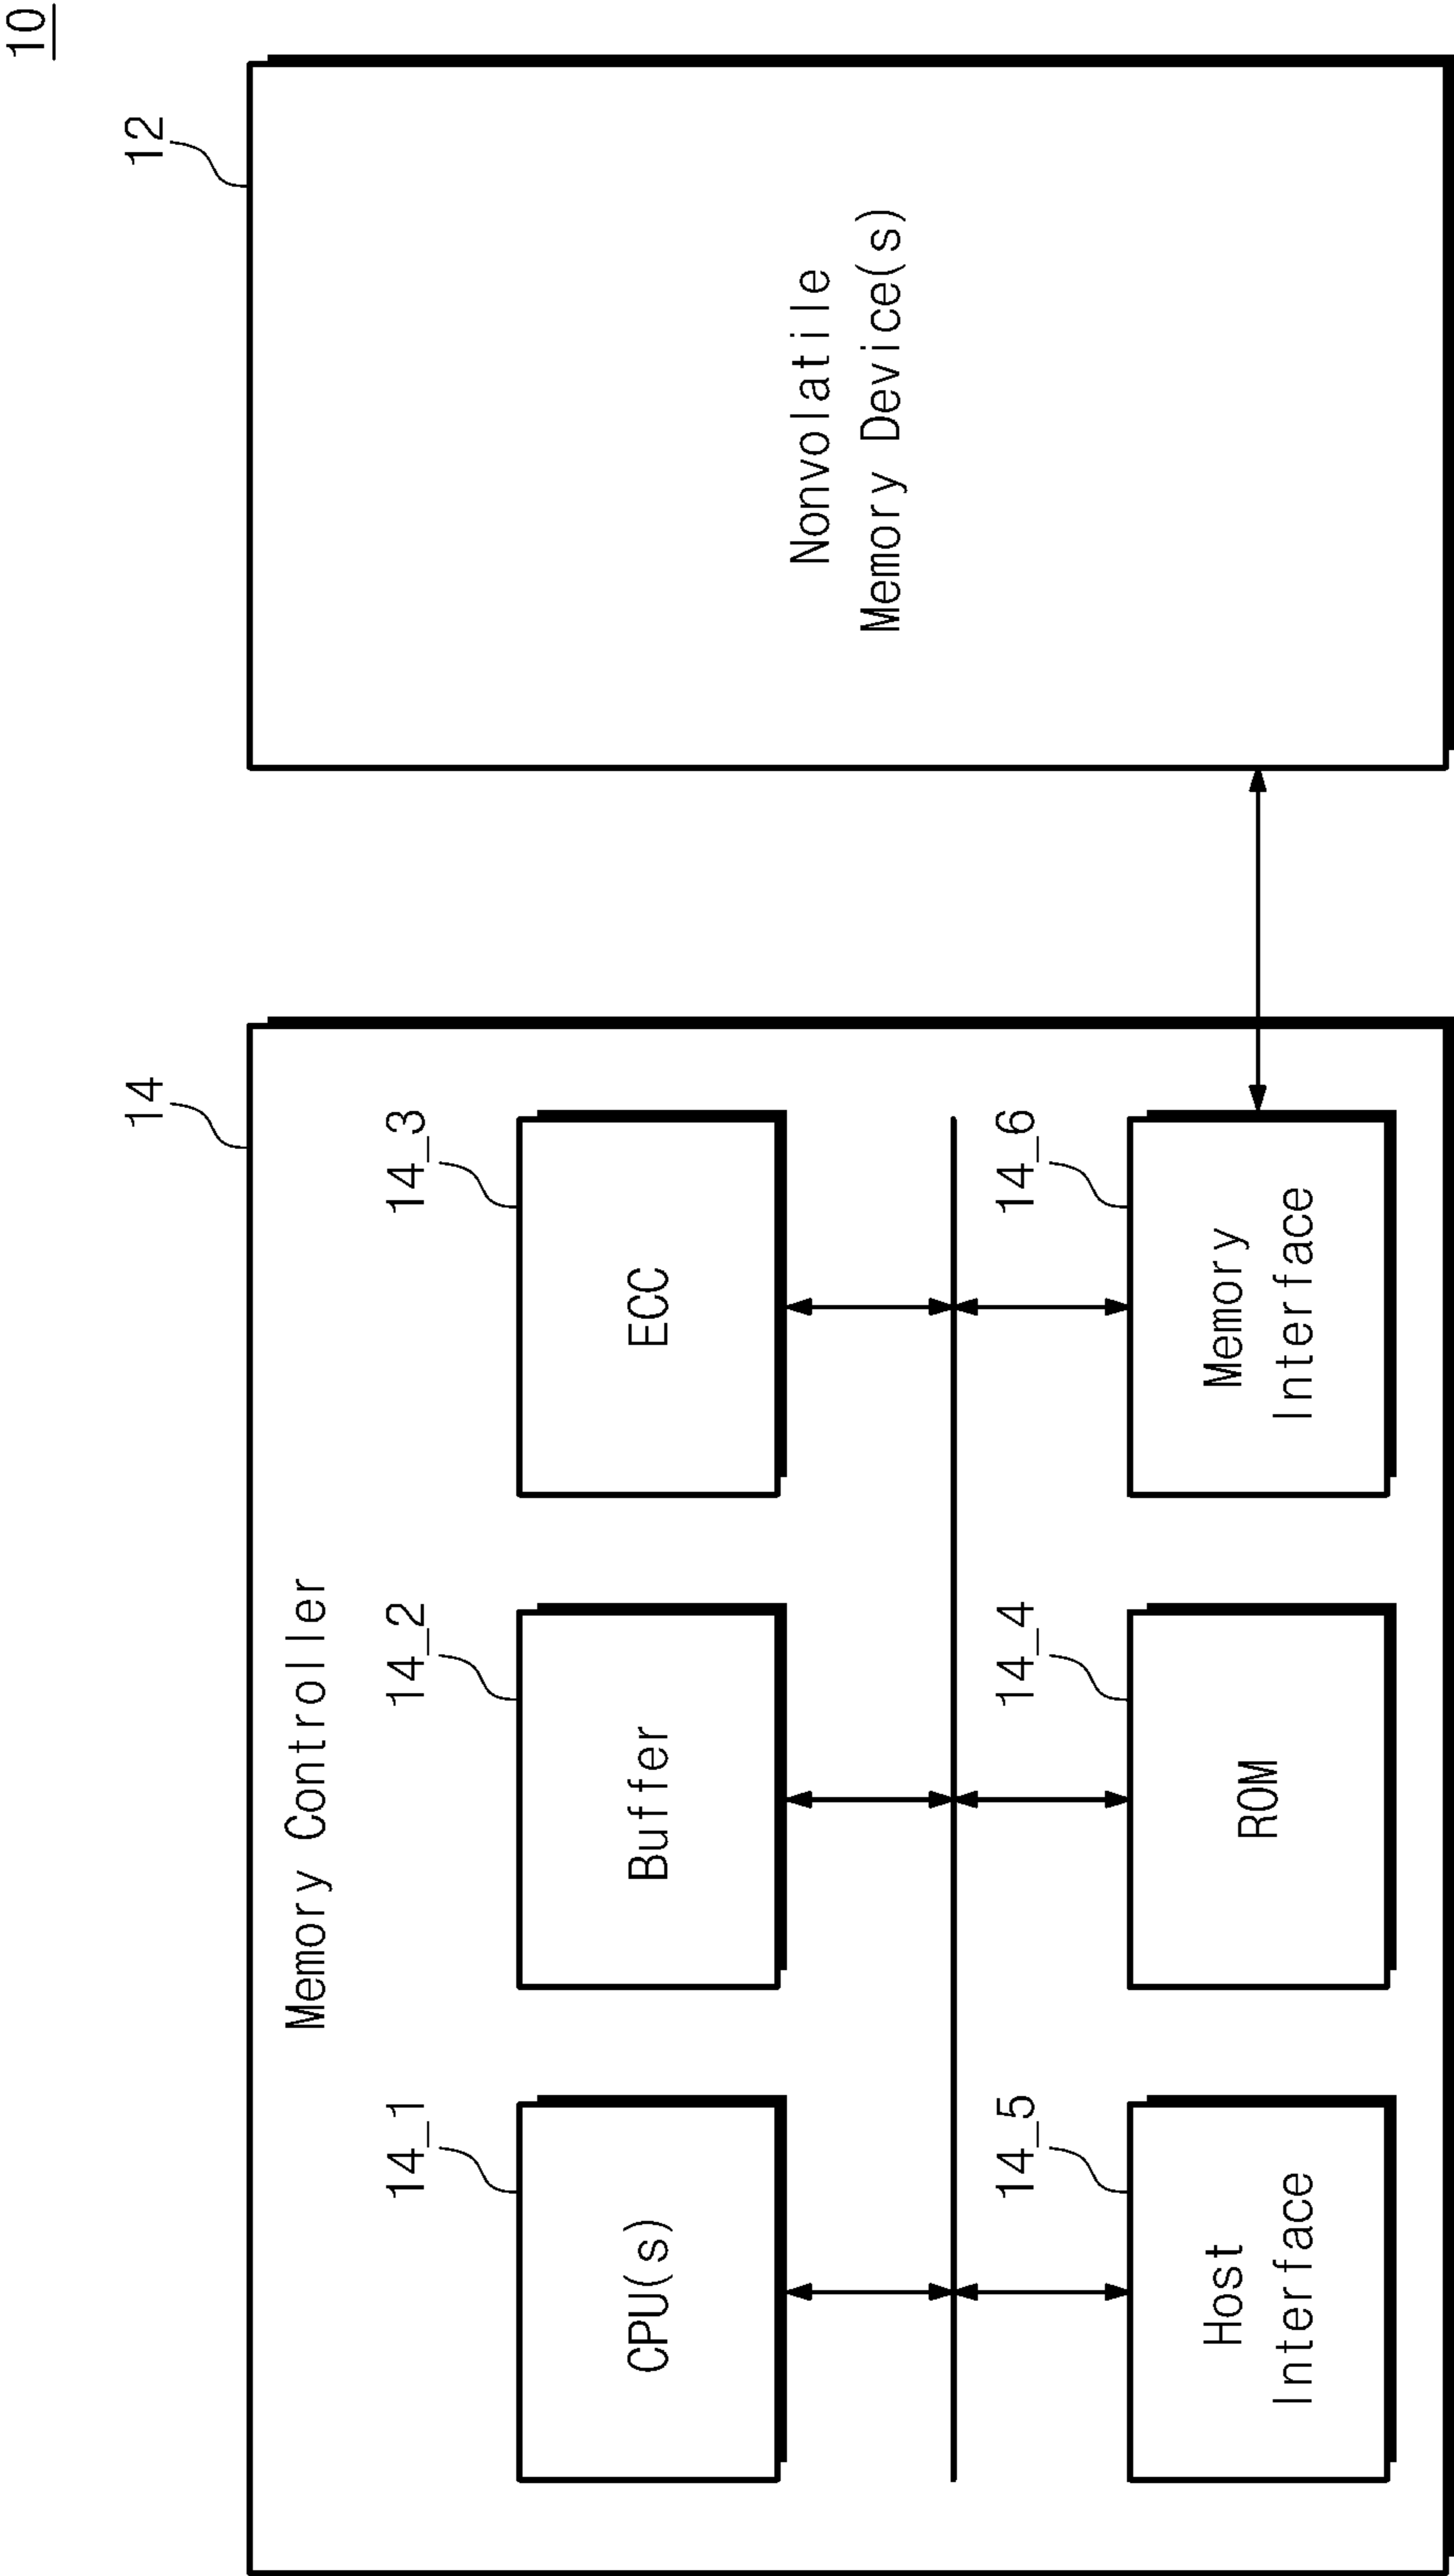 10
14
12
Memory Controller
14_1
14_2
14_3
CPU(s)
Buffer
ECC
Nonvolatile
Memory Device(s)
14_5
14_4
14_6
Host
Interface
ROM
Memory
Interface